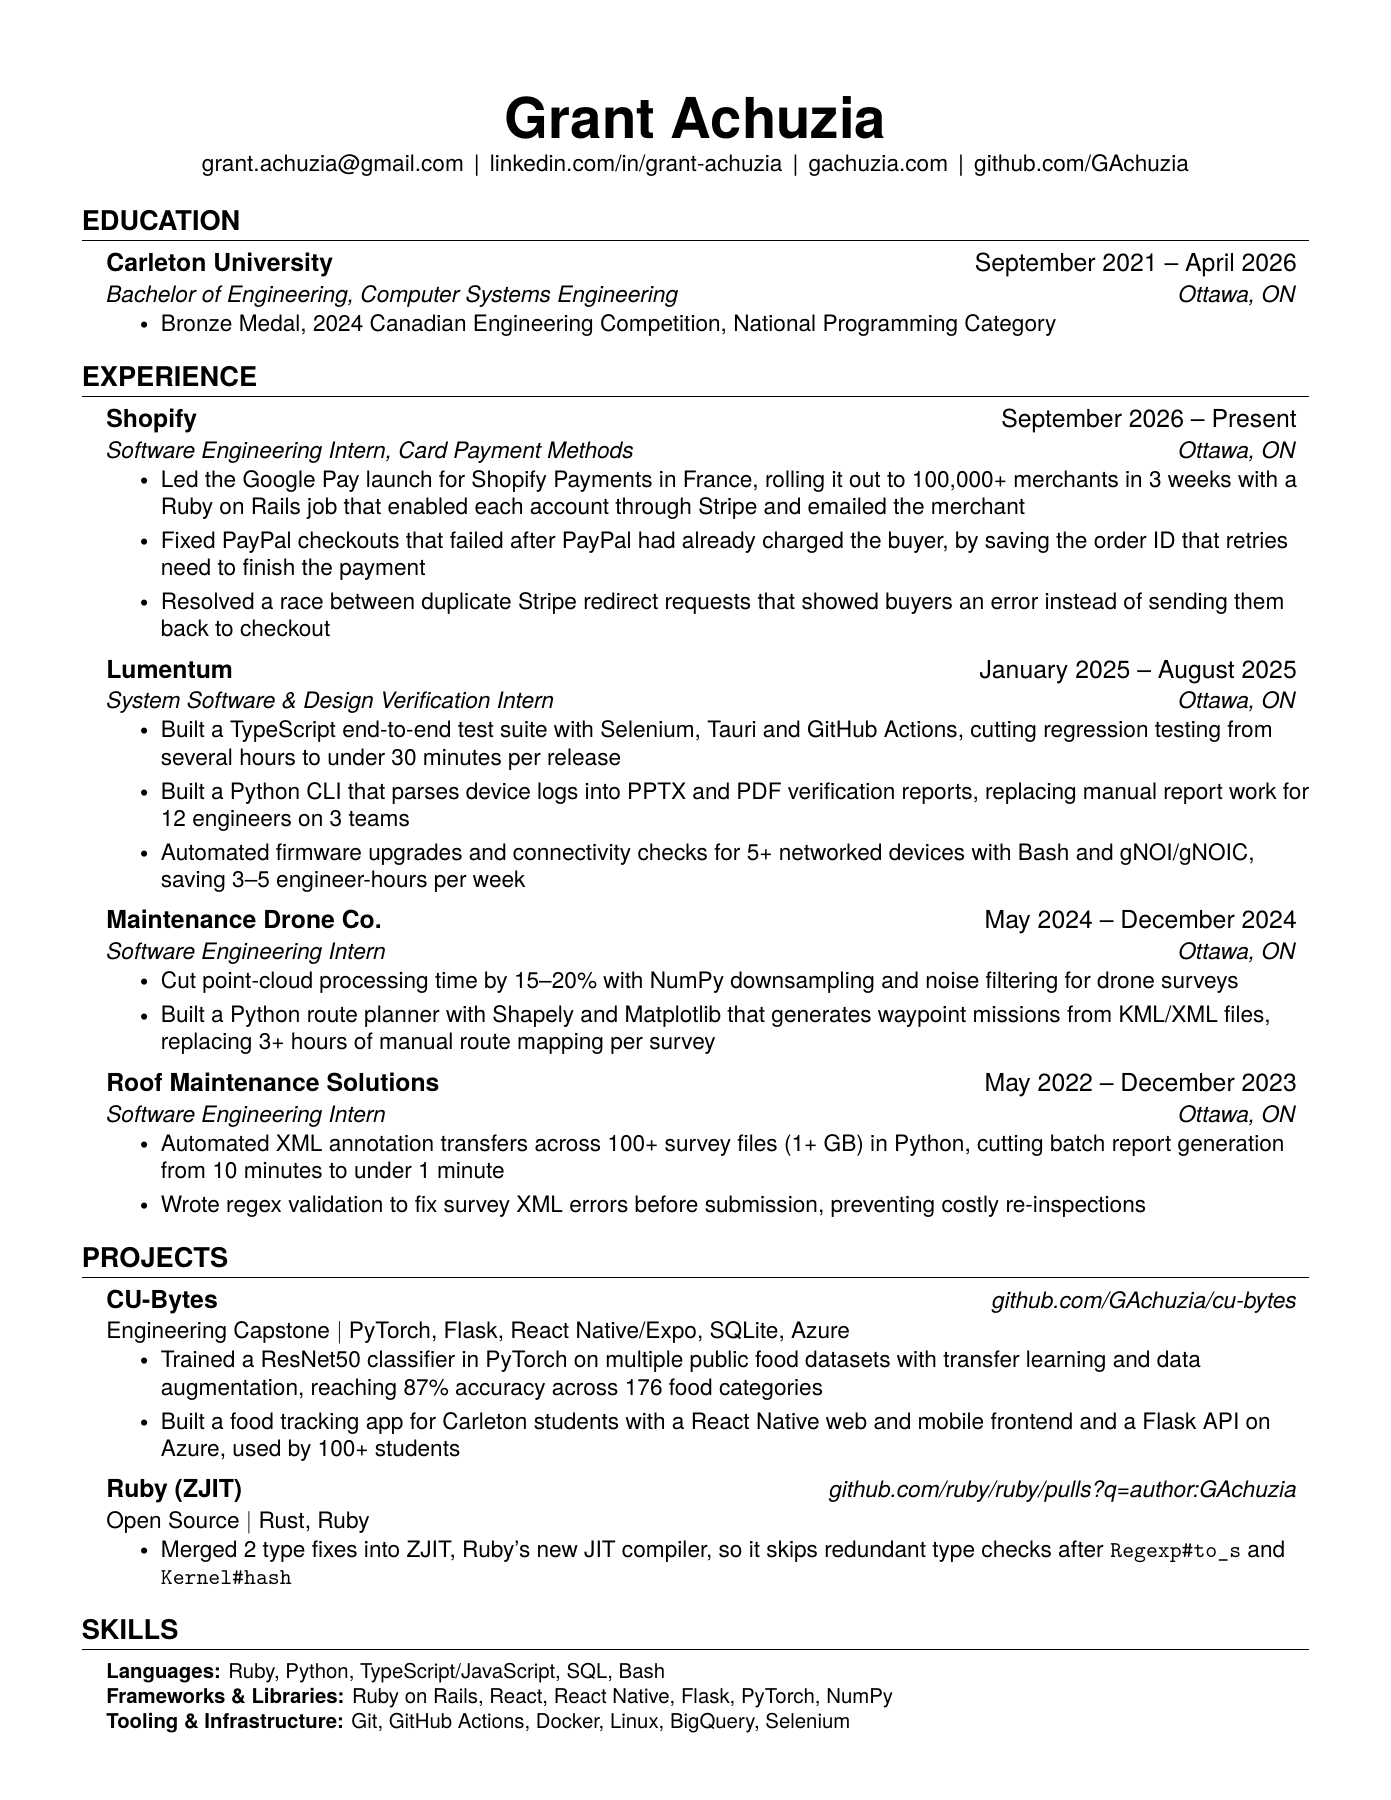 Grant Achuzia
grant.achuzia@gmail.com | linkedin.com/in/grant-achuzia | gachuzia.com | github.com/GAchuzia
EDUCATION
Carleton University September 2021 – April 2026
Bachelor of Engineering, Computer Systems Engineering Ottawa, ON
• Bronze Medal, 2024 Canadian Engineering Competition, National Programming Category
EXPERIENCE
Shopify September 2026 – Present
Software Engineering Intern, Card Payment Methods Ottawa, ON
• Led the Google Pay launch for Shopify Payments in France, rolling it out to 100,000+ merchants in 3 weeks with a
Ruby on Rails job that enabled each account through Stripe and emailed the merchant
• Fixed PayPal checkouts that failed after PayPal had already charged the buyer, by saving the order ID that retries
need to finish the payment
• Resolved a race between duplicate Stripe redirect requests that showed buyers an error instead of sending them
back to checkout
Lumentum January 2025 – August 2025
System Software & Design Verification Intern Ottawa, ON
• Built a TypeScript end-to-end test suite with Selenium, Tauri and GitHub Actions, cutting regression testing from
several hours to under 30 minutes per release
• Built a Python CLI that parses device logs into PPTX and PDF verification reports, replacing manual report work for
12 engineers on 3 teams
• Automated firmware upgrades and connectivity checks for 5+ networked devices with Bash and gNOI/gNOIC,
saving 3–5 engineer-hours per week
Maintenance Drone Co. May 2024 – December 2024
Software Engineering Intern Ottawa, ON
• Cut point-cloud processing time by 15–20% with NumPy downsampling and noise filtering for drone surveys
• Built a Python route planner with Shapely and Matplotlib that generates waypoint missions from KML/XML files,
replacing 3+ hours of manual route mapping per survey
Roof Maintenance Solutions May 2022 – December 2023
Software Engineering Intern Ottawa, ON
• Automated XML annotation transfers across 100+ survey files (1+ GB) in Python, cutting batch report generation
from 10 minutes to under 1 minute
• Wrote regex validation to fix survey XML errors before submission, preventing costly re-inspections
PROJECTS
CU-Bytes github.com/GAchuzia/cu-bytes
Engineering Capstone | PyTorch, Flask, React Native/Expo, SQLite, Azure
• Trained a ResNet50 classifier in PyTorch on multiple public food datasets with transfer learning and data
augmentation, reaching 87% accuracy across 176 food categories
• Built a food tracking app for Carleton students with a React Native web and mobile frontend and a Flask API on
Azure, used by 100+ students
Ruby (ZJIT) github.com/ruby/ruby/pulls?q=author:GAchuzia
Open Source | Rust, Ruby
• Merged 2 type fixes into ZJIT, Ruby’s new JIT compiler, so it skips redundant type checks after Regexp#to_s and
Kernel#hash
SKILLS
Languages: Ruby, Python, TypeScript/JavaScript, SQL, Bash
Frameworks & Libraries: Ruby on Rails, React, React Native, Flask, PyTorch, NumPy
Tooling & Infrastructure: Git, GitHub Actions, Docker, Linux, BigQuery, Selenium